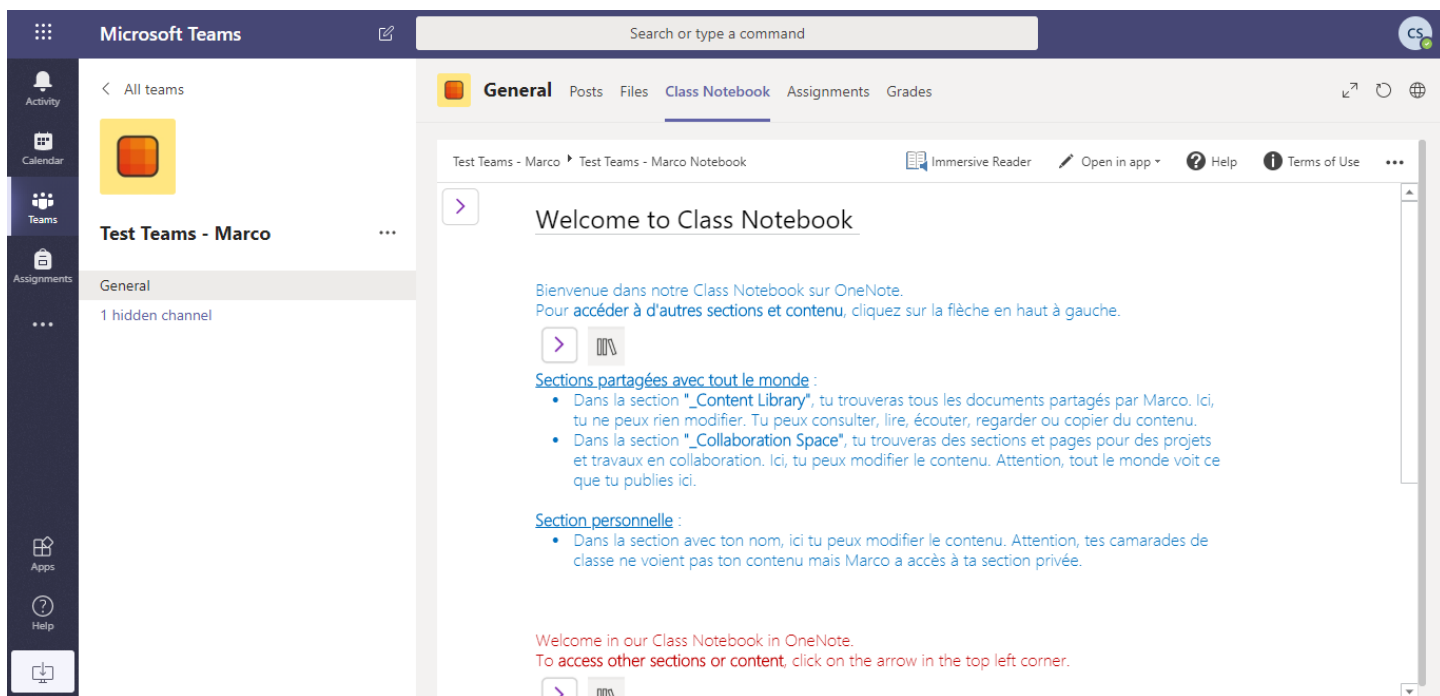 Microsoft Teams
Search or type a command
CS
Activity
Calendar
Teams
Assignments
Apps
Help
All teams
Test Teams - Marco
General
1 hidden channel
General Posts Files Class Notebook Assignments Grades
Test Teams - Marco Test Teams - Marco Notebook
Immersive Reader Open in app Help Terms of Use
Welcome to Class Notebook
Bienvenue dans notre Class Notebook sur OneNote.
Pour accéder à d'autres sections et contenu, cliquez sur la flèche en haut à gauche.
Sections partagées avec tout le monde :
• Dans la section "_Content Library", tu trouveras tous les documents partagés par Marco. Ici,
tu ne peux rien modifier. Tu peux consulter, lire, écouter, regarder ou copier du contenu.
• Dans la section "_Collaboration Space", tu trouveras des sections et pages pour des projets
et travaux en collaboration. Ici, tu peux modifier le contenu. Attention, tout le monde voit ce
que tu publies ici.
Section personnelle :
• Dans la section avec ton nom, ici tu peux modifier le contenu. Attention, tes camarades de
classe ne voient pas ton contenu mais Marco a accès à ta section privée.
Welcome in our Class Notebook in OneNote.
To access other sections or content, click on the arrow in the top left corner.